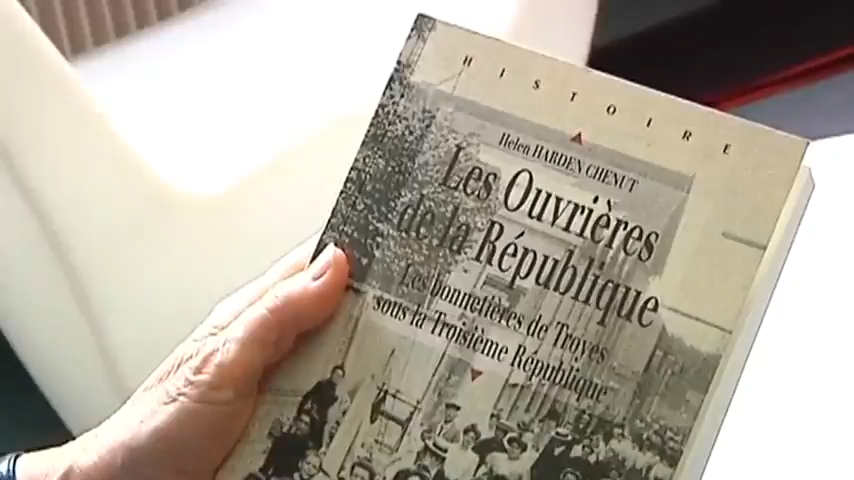 HISTOIRE
Helen HARDEN CHENUT
Les Ouvrières
de la République
Les bonnetières de Troyes
sous la Troisième République